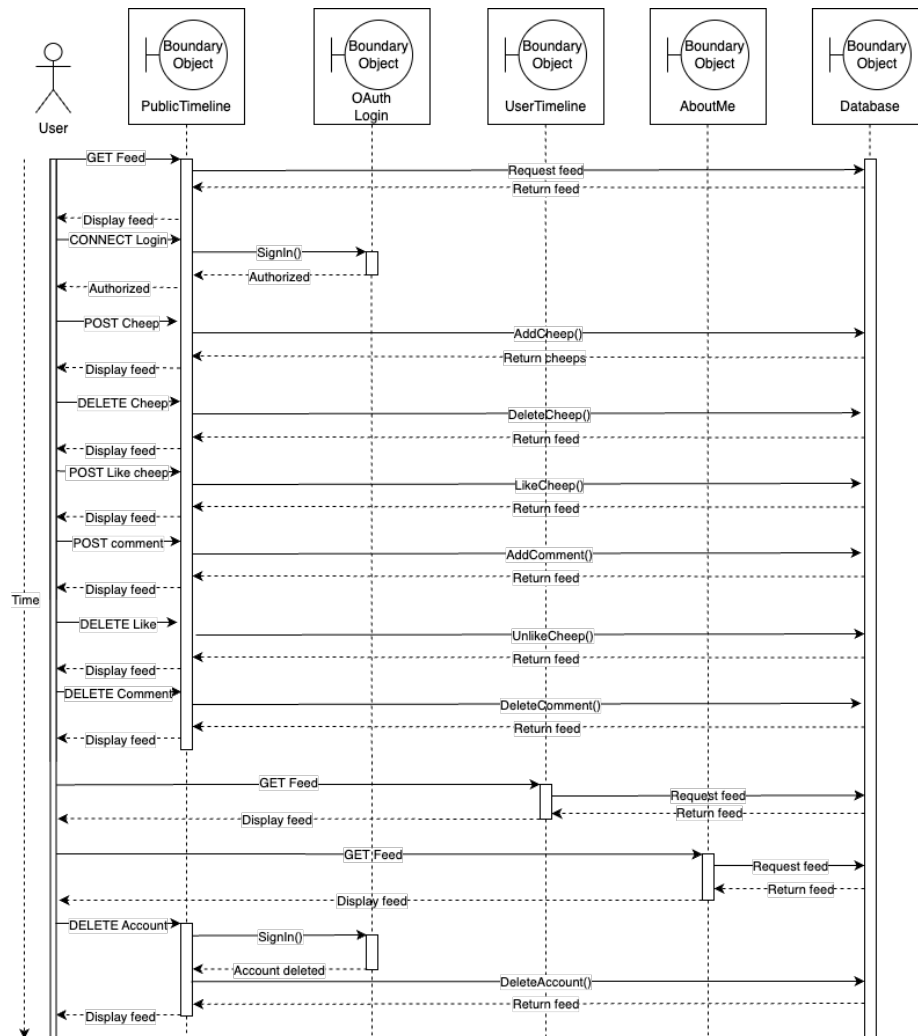 Boundary
Object
PublicTimeline
Boundary
Object
OAuth
Login
Boundary
Object
UserTimeline
Boundary
Object
AboutMe
Boundary
Object
Database
User
GET Feed
Request feed
Return feed
Display feed
CONNECT Login
SignIn()
Authorized
Authorized
POST Cheep
AddCheep()
Return cheeps
Display feed
DELETE Cheep
DeleteCheep()
Return feed
Display feed
POST Like cheep
LikeCheep()
Return feed
Display feed
POST comment
AddComment()
Return feed
Display feed
Time
DELETE Like
UnlikeCheep()
Return feed
Display feed
DELETE Comment
DeleteComment()
Return feed
Display feed
GET Feed
Request feed
Return feed
Display feed
GET Feed
Request feed
Return feed
Display feed
DELETE Account
SignIn()
Account deleted
DeleteAccount()
Return feed
Display feed